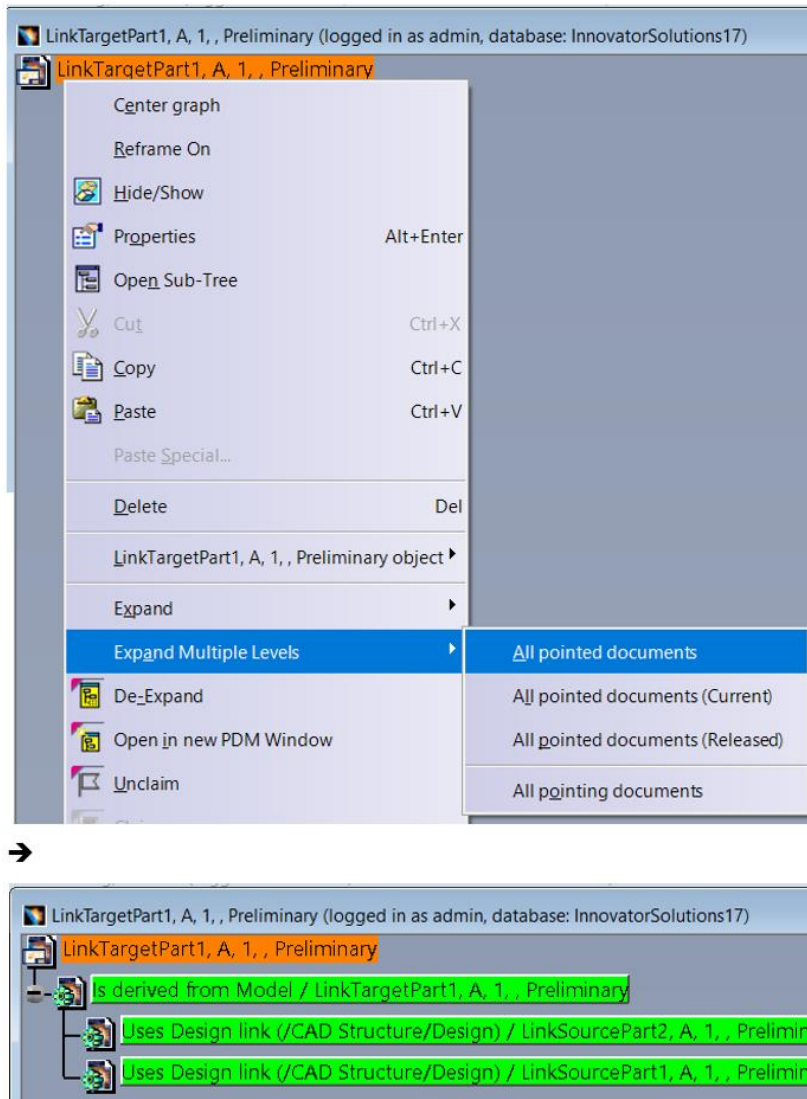 LinkTargetPart1, A, 1, , Preliminary (logged in as admin, database: InnovatorSolutions17)
LinkTargetPart1, A, 1, , Preliminary
Center graph
Reframe On
Hide/Show
Properties Alt+Enter
Open Sub-Tree
Cut Ctrl+X
Copy Ctrl+C
Paste Ctrl+V
Paste Special...
Delete Del
LinkTargetPart1, A, 1, , Preliminary object
Expand
Expand Multiple Levels All pointed documents
De-Expand All pointed documents (Current)
Open in new PDM Window All pointed documents (Released)
Unclaim All pointing documents
➔
LinkTargetPart1, A, 1, , Preliminary (logged in as admin, database: InnovatorSolutions17)
LinkTargetPart1, A, 1, , Preliminary
Is derived from Model / LinkTargetPart1, A, 1, , Preliminary
Uses Design link (/CAD Structure/Design) / LinkSourcePart2, A, 1, , Prelimin
Uses Design link (/CAD Structure/Design) / LinkSourcePart1, A, 1, , Prelimin